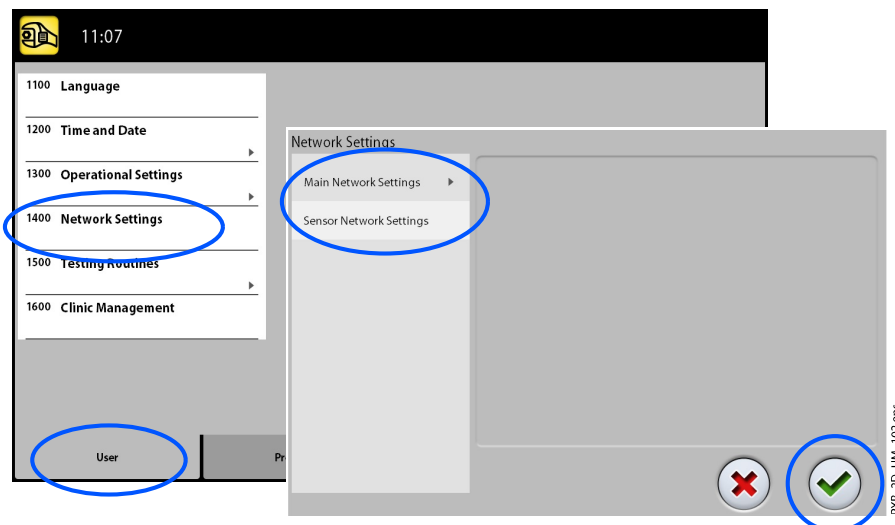 11:07
1100 Language
1200 Time and Date
1300 Operational Settings
1400 Network Settings
1500 Testing Routines
1600 Clinic Management
User
Network Settings
Main Network Settings
Sensor Network Settings